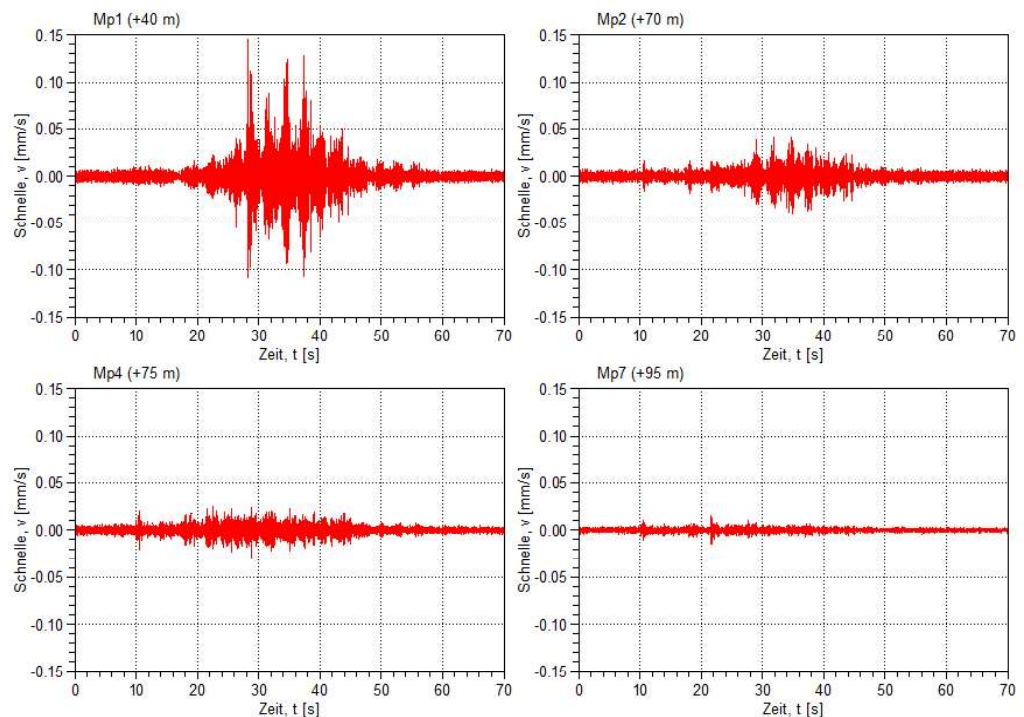 Mp1 (+40 m)
0.15
0.10
0.05
0.00
-0.05
-0.10
-0.15
Schnelle, v [mm/s]
0 10 20 30 40 50 60 70
Zeit, t [s]
Mp2 (+70 m)
0.15
0.10
0.05
0.00
-0.05
-0.10
-0.15
Schnelle, v [mm/s]
0 10 20 30 40 50 60 70
Zeit, t [s]
Mp4 (+75 m)
0.15
0.10
0.05
0.00
-0.05
-0.10
-0.15
Schnelle, v [mm/s]
0 10 20 30 40 50 60 70
Zeit, t [s]
Mp7 (+95 m)
0.15
0.10
0.05
0.00
-0.05
-0.10
-0.15
Schnelle, v [mm/s]
0 10 20 30 40 50 60 70
Zeit, t [s]